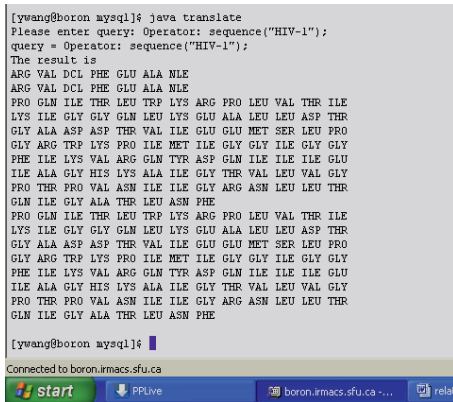 [ywang@boron mysql]$ java translate
Please enter query: Operator: sequence("HIV-1");
query = Operator: sequence("HIV-1");
The result is
ARG VAL DCL PHE GLU ALA NLE
ARG VAL DCL PHE GLU ALA NLE
PRO GLN ILE THR LEU TRP LYS ARG PRO LEU VAL THR ILE
LYS ILE GLY GLY GLN LEU LYS GLU ALA LEU LEU ASP THR
GLY ALA ASP ASP THR VAL ILE GLU GLU MET SER LEU PRO
GLY ARG TRP LYS PRO ILE MET ILE GLY GLY ILE GLY GLY
PHE ILE LYS VAL ARG GLN TYR ASP GLN ILE ILE ILE GLU
ILE ALA GLY HIS LYS ALA ILE GLY THR VAL LEU VAL GLY
PRO THR PRO VAL ASN ILE ILE GLY ARG ASN LEU LEU THR
GLN ILE GLY ALA THR LEU ASN PHE
PRO GLN ILE THR LEU TRP LYS ARG PRO LEU VAL THR ILE
LYS ILE GLY GLY GLN LEU LYS GLU ALA LEU LEU ASP THR
GLY ALA ASP ASP THR VAL ILE GLU GLU MET SER LEU PRO
GLY ARG TRP LYS PRO ILE MET ILE GLY GLY ILE GLY GLY
PHE ILE LYS VAL ARG GLN TYR ASP GLN ILE ILE ILE GLU
ILE ALA GLY HIS LYS ALA ILE GLY THR VAL LEU VAL GLY
PRO THR PRO VAL ASN ILE ILE GLY ARG ASN LEU LEU THR
GLN ILE GLY ALA THR LEU ASN PHE
[ywang@boron mysql]$
Connected to boron.irmacs.sfu.ca
start PPLive boron.irmacs.sfu.ca -... rela